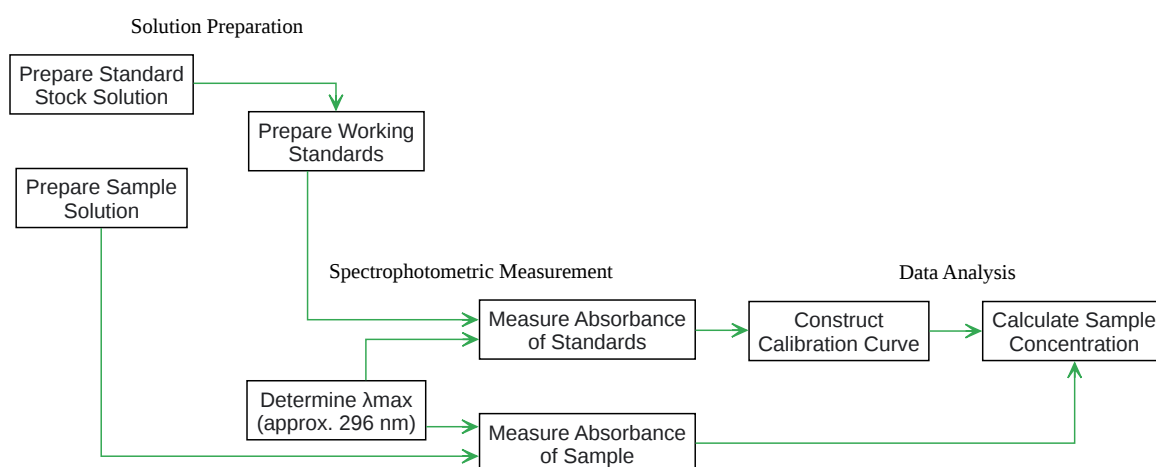 Solution Preparation
Prepare Standard
Stock Solution
Prepare Working
Standards
Prepare Sample
Solution
Spectrophotometric Measurement
Data Analysis
Measure Absorbance
of Standards
Construct
Calibration Curve
Calculate Sample
Concentration
Determine λmax
(approx. 296 nm)
Measure Absorbance
of Sample